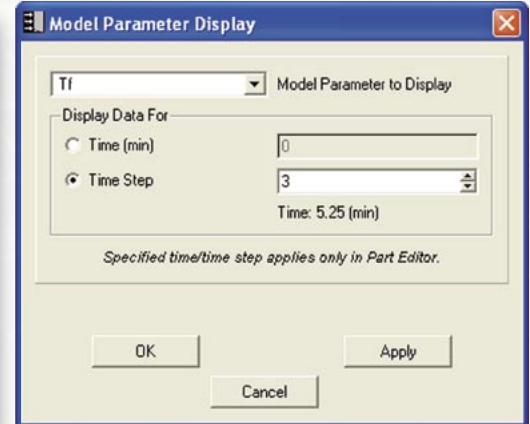 Model Parameter Display
Tf Model Parameter to Display
Display Data For
Time (min) 0
Time Step 3
Time: 5.25 (min)
Specified time/time step applies only in Part Editor.
OK Apply
Cancel